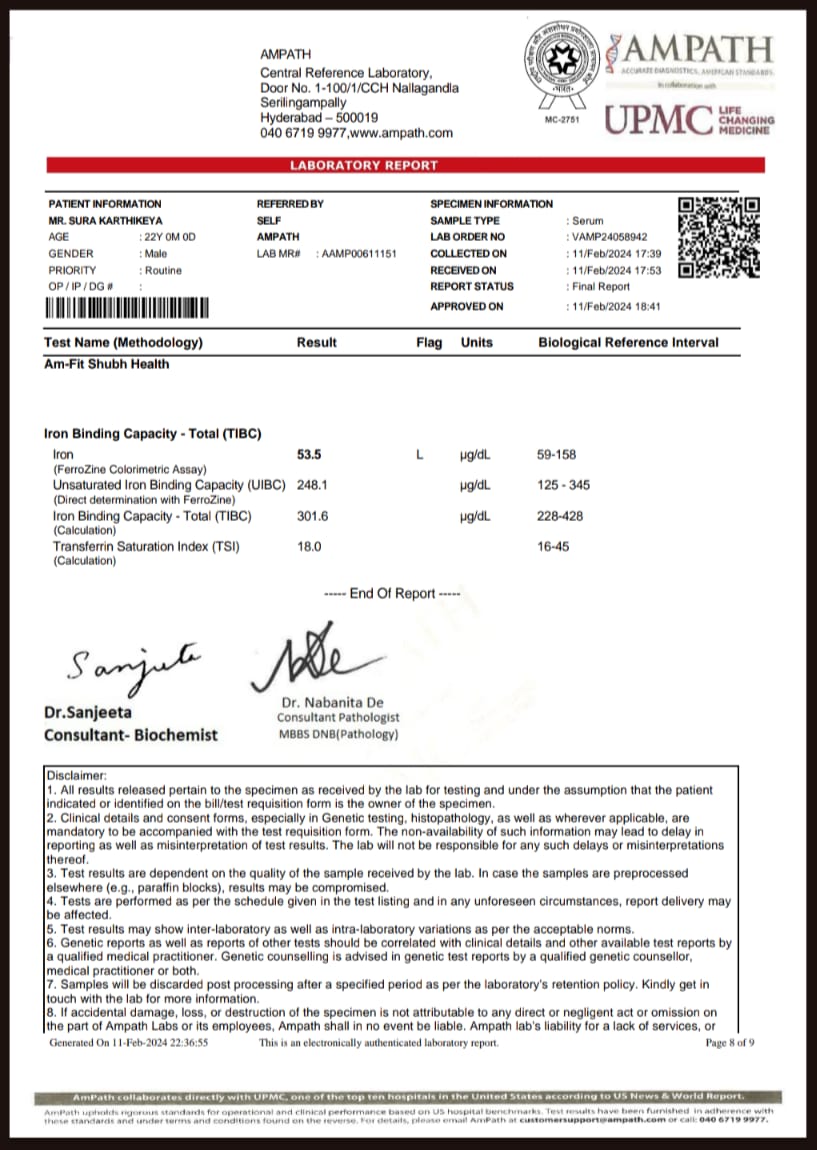 AMPATH
Central Reference Laboratory,
Door No. 1-100/1/CCH Nallagandla
Serilingampally
Hyderabad – 500019
040 6719 9977,www.ampath.com
MC-2751
AMPATH
ACCURATE DIAGNOSTICS. AMERICAN STANDARDS.
In collaboration with
UPMC LIFE CHANGING MEDICINE
LABORATORY REPORT
PATIENT INFORMATION REFERRED BY SPECIMEN INFORMATION
MR. SURA KARTHIKEYA SELF SAMPLE TYPE : Serum
AGE : 22Y 0M 0D AMPATH LAB ORDER NO : VAMP24058942
GENDER : Male LAB MR# : AAMP00611151 COLLECTED ON : 11/Feb/2024 17:39
PRIORITY : Routine RECEIVED ON : 11/Feb/2024 17:53
OP / IP / DG # : REPORT STATUS : Final Report
APPROVED ON : 11/Feb/2024 18:41
Test Name (Methodology) Result Flag Units Biological Reference Interval
Am-Fit Shubh Health
Iron Binding Capacity - Total (TIBC)
Iron 53.5 L µg/dL 59-158
(FerroZine Colorimetric Assay)
Unsaturated Iron Binding Capacity (UIBC) 248.1 µg/dL 125 - 345
(Direct determination with FerroZine)
Iron Binding Capacity - Total (TIBC) 301.6 µg/dL 228-428
(Calculation)
Transferrin Saturation Index (TSI) 18.0 16-45
(Calculation)
----- End Of Report -----
Sanjeeta
Dr.Sanjeeta
Consultant- Biochemist
Dr. Nabanita De
Consultant Pathologist
MBBS DNB(Pathology)
Disclaimer:
1. All results released pertain to the specimen as received by the lab for testing and under the assumption that the patient
indicated or identified on the bill/test requisition form is the owner of the specimen.
2. Clinical details and consent forms, especially in Genetic testing, histopathology, as well as wherever applicable, are
mandatory to be accompanied with the test requisition form. The non-availability of such information may lead to delay in
reporting as well as misinterpretation of test results. The lab will not be responsible for any such delays or misinterpretations
thereof.
3. Test results are dependent on the quality of the sample received by the lab. In case the samples are preprocessed
elsewhere (e.g., paraffin blocks), results may be compromised.
4. Tests are performed as per the schedule given in the test listing and in any unforeseen circumstances, report delivery may
be affected.
5. Test results may show inter-laboratory as well as intra-laboratory variations as per the acceptable norms.
6. Genetic reports as well as reports of other tests should be correlated with clinical details and other available test reports by
a qualified medical practitioner. Genetic counselling is advised in genetic test reports by a qualified genetic counsellor,
medical practitioner or both.
7. Samples will be discarded post processing after a specified period as per the laboratory's retention policy. Kindly get in
touch with the lab for more information.
8. If accidental damage, loss, or destruction of the specimen is not attributable to any direct or negligent act or omission on
the part of Ampath Labs or its employees, Ampath shall in no event be liable. Ampath lab's liability for a lack of services, or
Generated On 11-Feb-2024 22:36:55 This is an electronically authenticated laboratory report. Page 8 of 9
AmPath collaborates directly with UPMC, one of the top ten hospitals in the United States according to US News & World Report.
AmPath upholds rigorous standards for operational and clinical performance based on US hospital benchmarks. Test results have been furnished in adherence with
these standards and under terms and conditions found on the reverse. For details, please email AmPath at customersupport@ampath.com or call: 040 6719 9977.